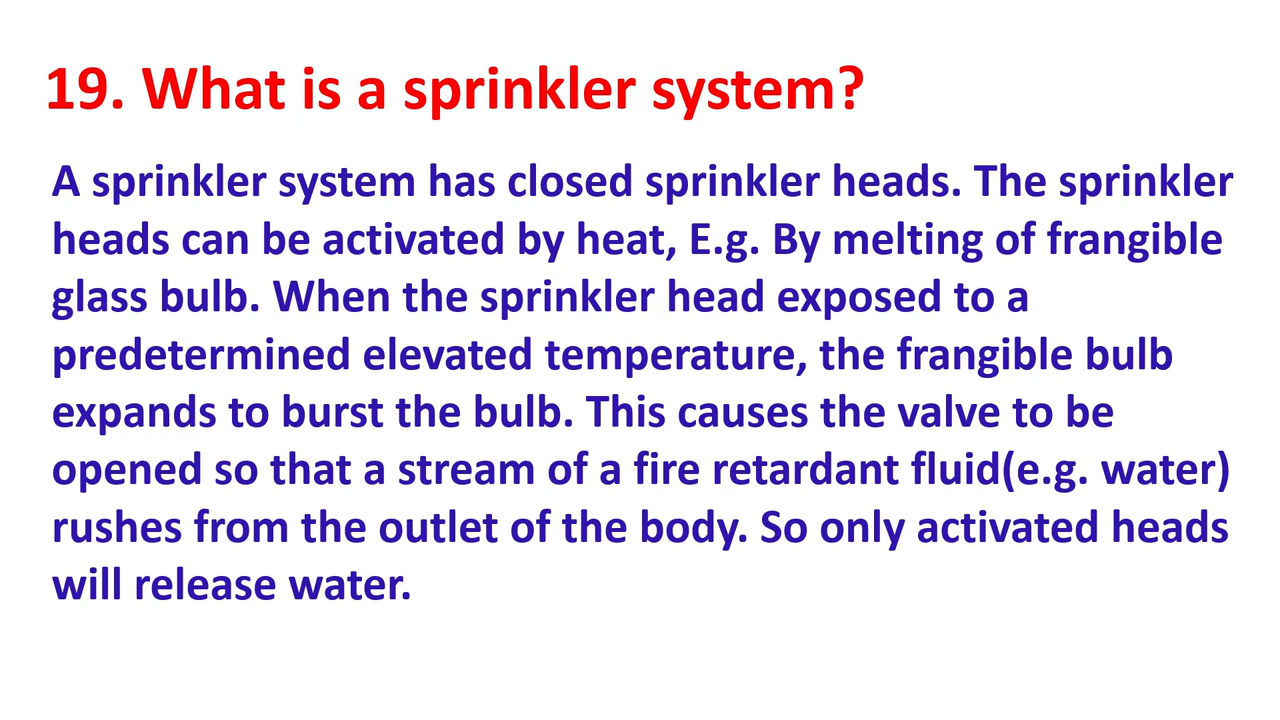 19. What is a sprinkler system?
A sprinkler system has closed sprinkler heads. The sprinkler
heads can be activated by heat, E.g. By melting of frangible
glass bulb. When the sprinkler head exposed to a
predetermined elevated temperature, the frangible bulb
expands to burst the bulb. This causes the valve to be
opened so that a stream of a fire retardant fluid(e.g. water)
rushes from the outlet of the body. So only activated heads
will release water.